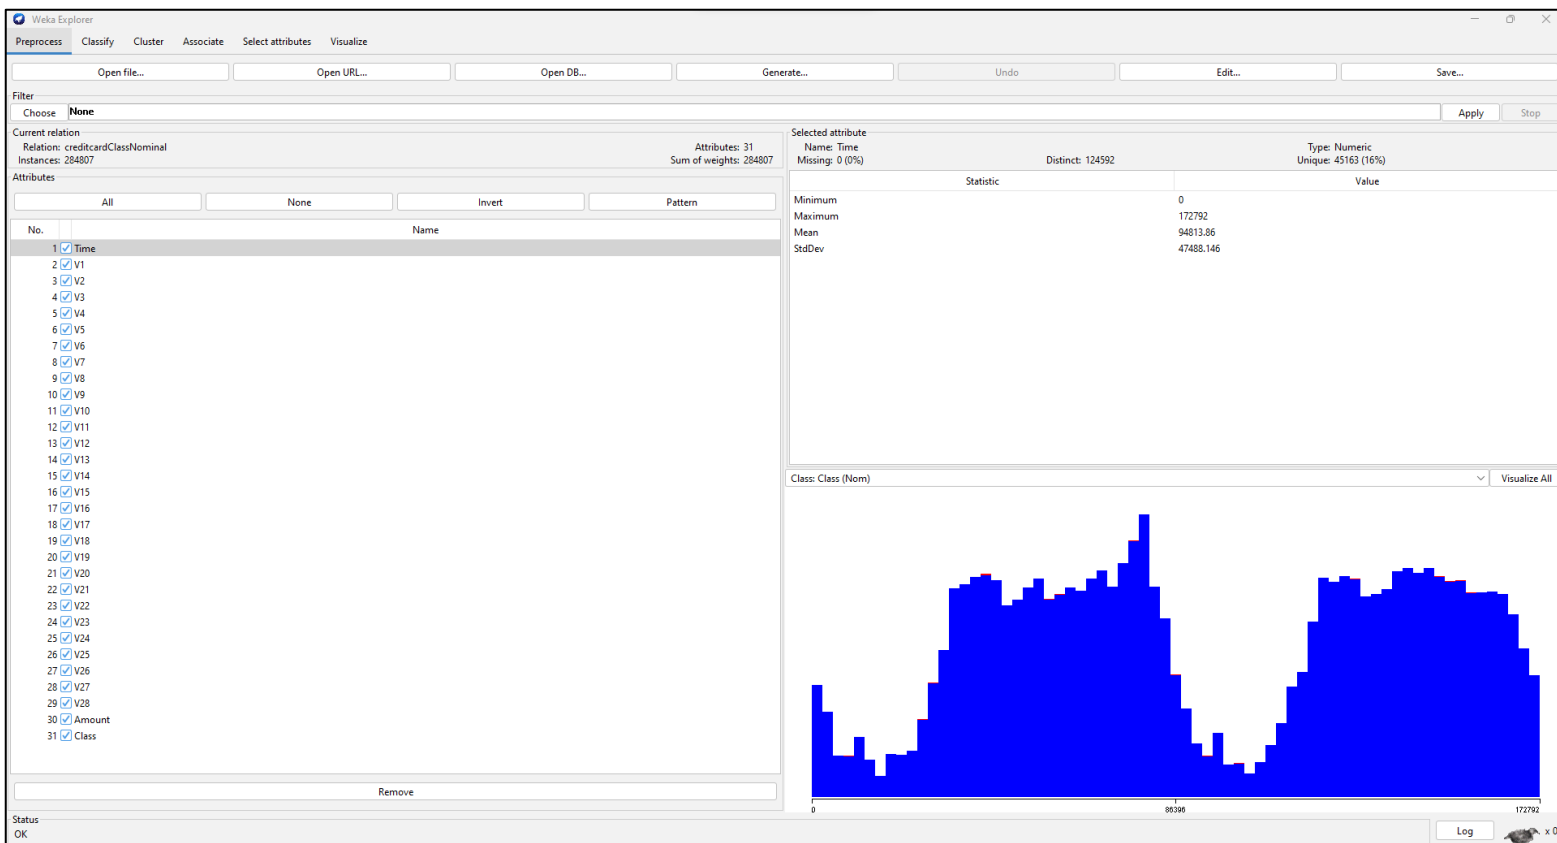 Weka Explorer
Preprocess Classify Cluster Associate Select attributes Visualize
Open file... Open URL... Open DB... Generate... Undo Edit... Save...
Filter
Choose None Apply Stop
Current relation
Relation: creditcardClassNominal Attributes: 31
Instances: 284807 Sum of weights: 284807
Attributes
All None Invert Pattern
No. Name
1 Time
2 V1
3 V2
4 V3
5 V4
6 V5
7 V6
8 V7
9 V8
10 V9
11 V10
12 V11
13 V12
14 V13
15 V14
16 V15
17 V16
18 V17
19 V18
20 V19
21 V20
22 V21
23 V22
24 V23
25 V24
26 V25
27 V26
28 V27
29 V28
30 Amount
31 Class
Remove
Selected attribute
Name: Time Type: Numeric
Missing: 0 (0%) Distinct: 124592 Unique: 45163 (16%)
Statistic Value
Minimum 0
Maximum 172792
Mean 94813.86
StdDev 47488.146
Class: Class (Nom) Visualize All
0 86396 172792
Status
OK Log x 0